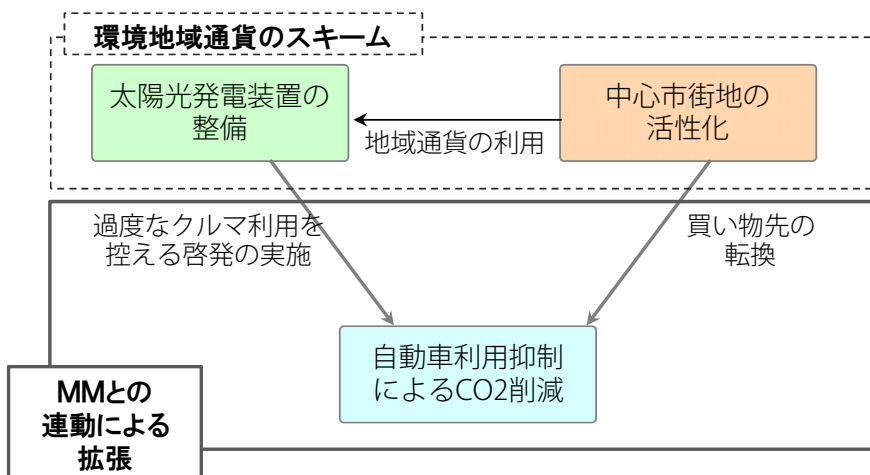 環境地域通貨のスキーム
太陽光発電装置の
整備
中心市街地の
活性化
地域通貨の利用
過度なクルマ利用を
控える啓発の実施
買い物先の
転換
自動車利用抑制
によるCO2削減
MMとの
連動による
拡張